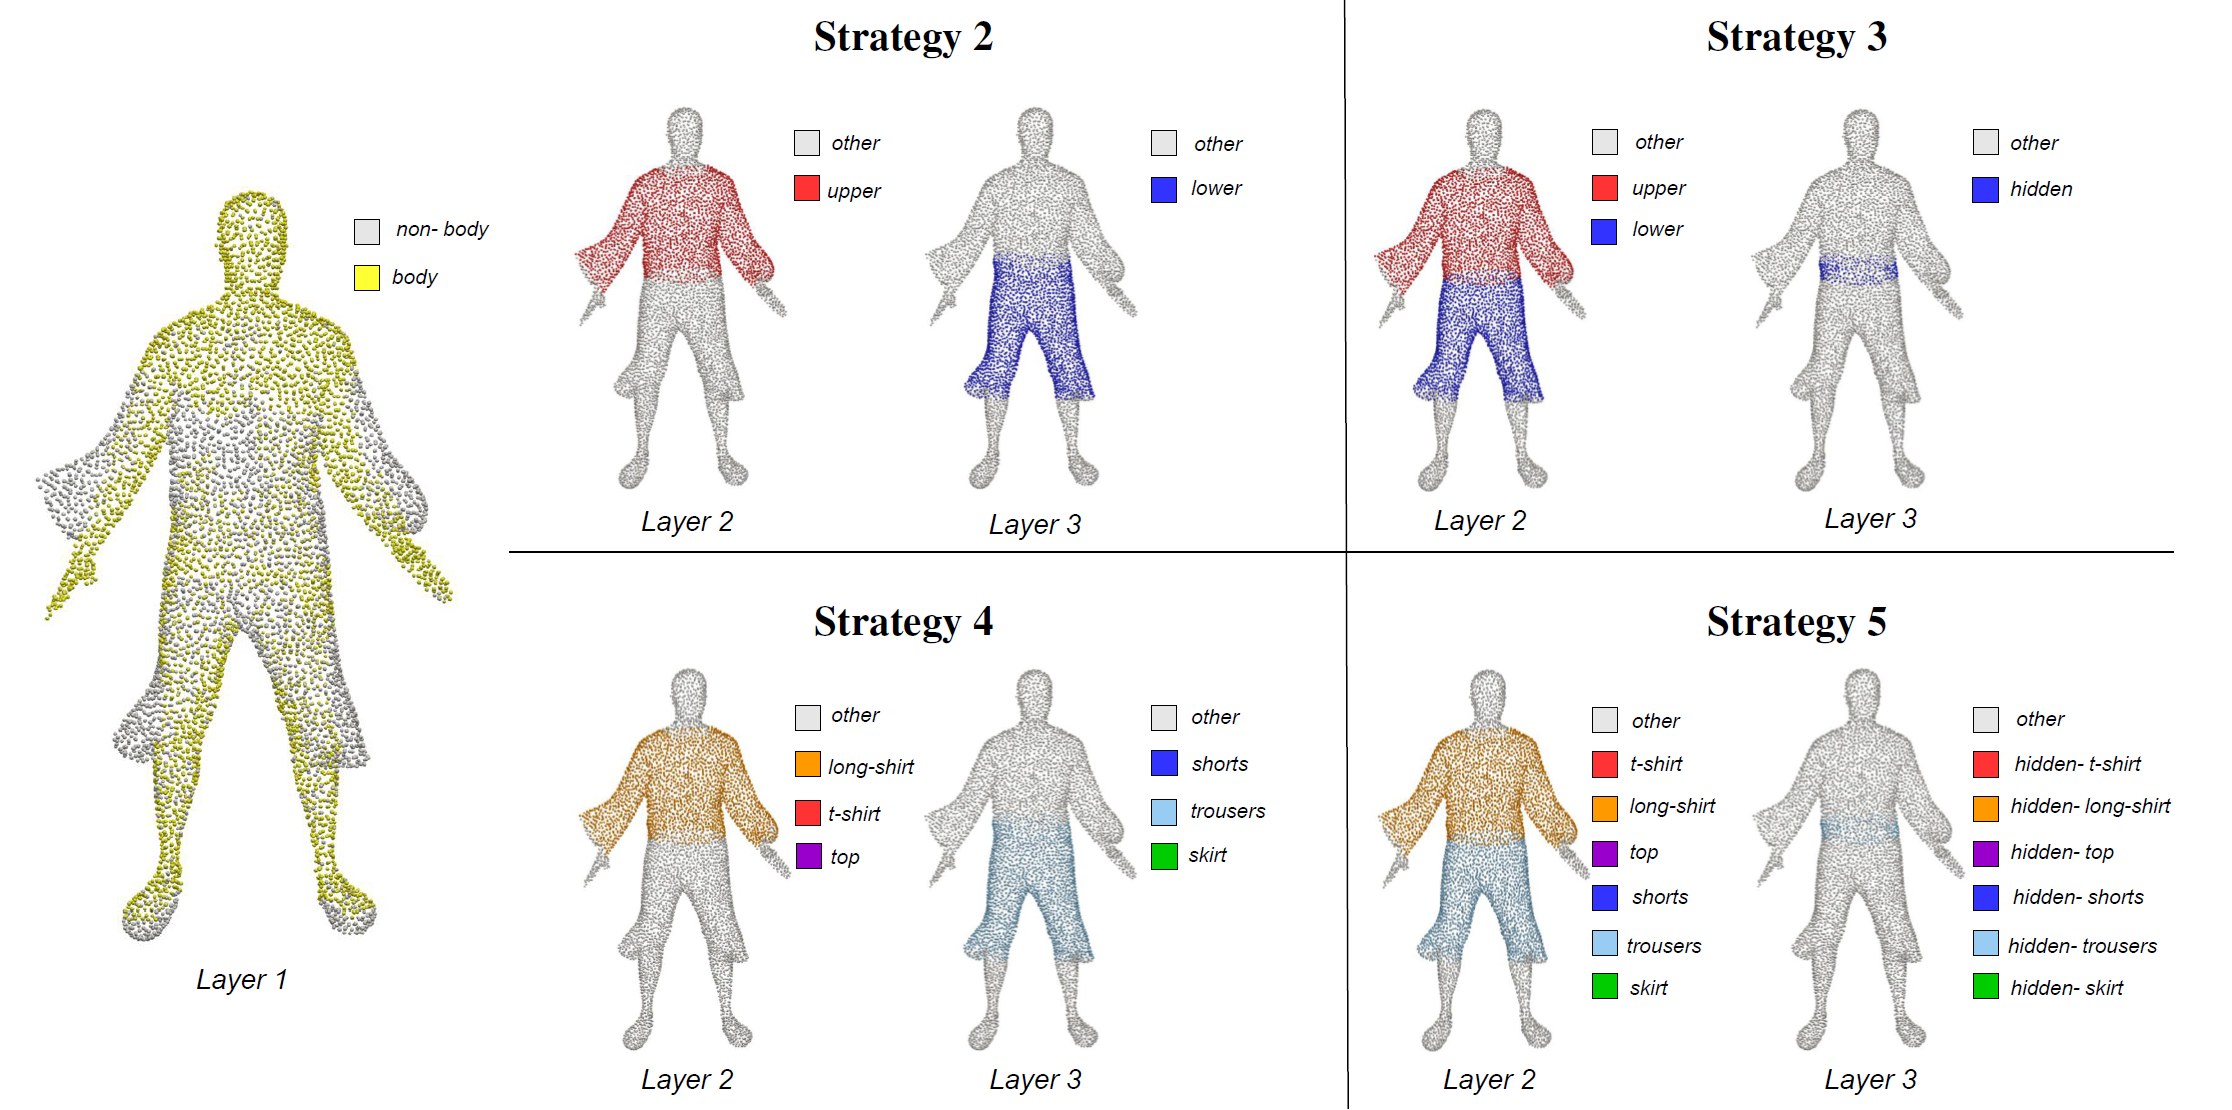 non- body
body
Layer 1
Strategy 2
other
upper
Layer 2
other
lower
Layer 3
Strategy 3
other
upper
lower
Layer 2
other
hidden
Layer 3
Strategy 4
other
long-shirt
t-shirt
top
Layer 2
other
shorts
trousers
skirt
Layer 3
Strategy 5
other
t-shirt
long-shirt
top
shorts
trousers
skirt
Layer 2
other
hidden- t-shirt
hidden- long-shirt
hidden- top
hidden- shorts
hidden- trousers
hidden- skirt
Layer 3